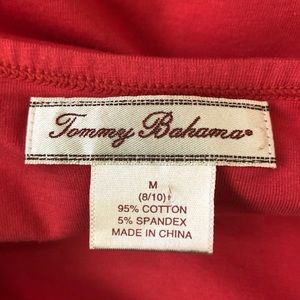 Tommy Bahama®
M
(8/10)
95% COTTON
5% SPANDEX
MADE IN CHINA